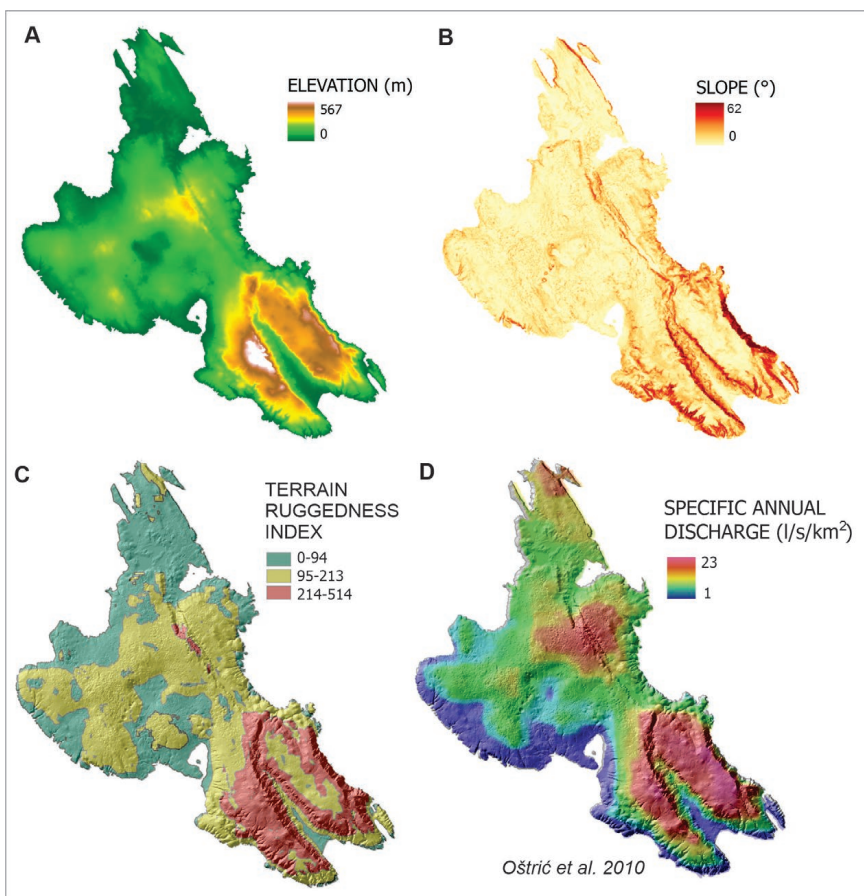 A
ELEVATION (m)
567
0
B
SLOPE (°)
62
0
C
TERRAIN
RUGGEDNESS
INDEX
0-94
95-213
214-514
D
SPECIFIC ANNUAL
DISCHARGE (l/s/km²)
23
1
Oštrić et al. 2010